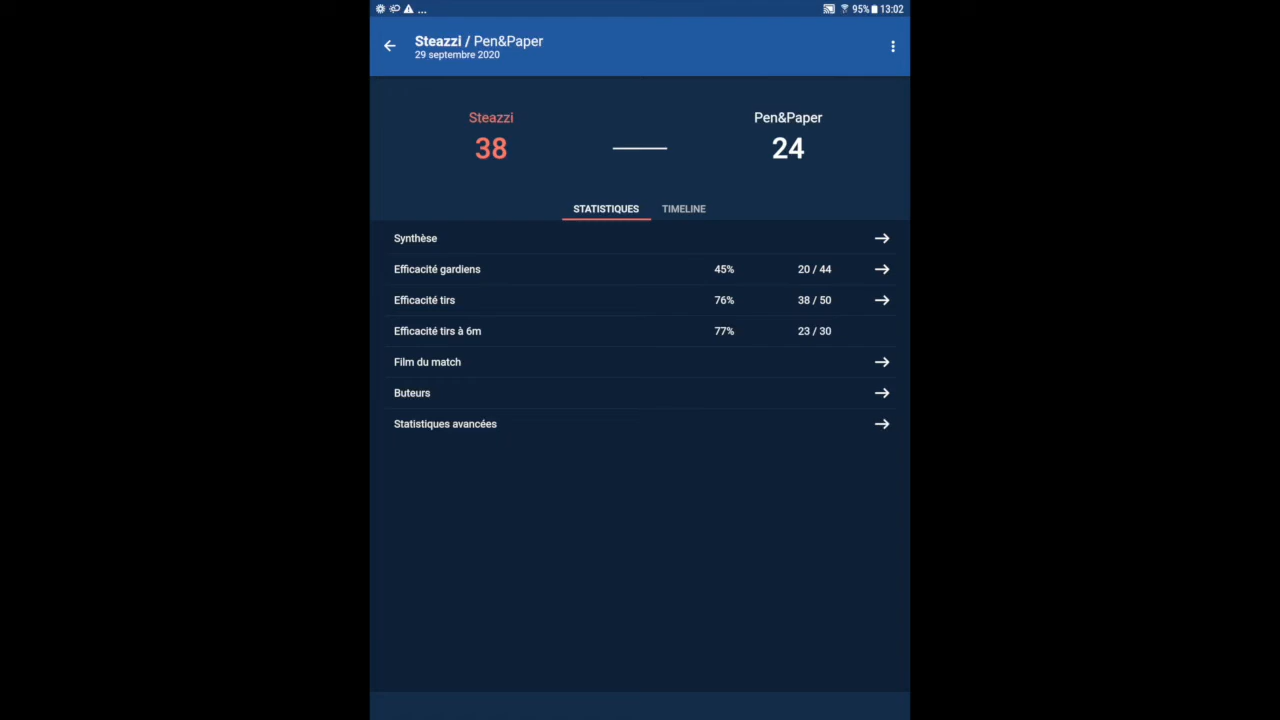 ... 95% 13:02
Steazzi / Pen&Paper
29 septembre 2020
Steazzi Pen&Paper
38 24
STATISTIQUES TIMELINE
Synthèse
Efficacité gardiens 45% 20 / 44
Efficacité tirs 76% 38 / 50
Efficacité tirs à 6m 77% 23 / 30
Film du match
Buteurs
Statistiques avancées